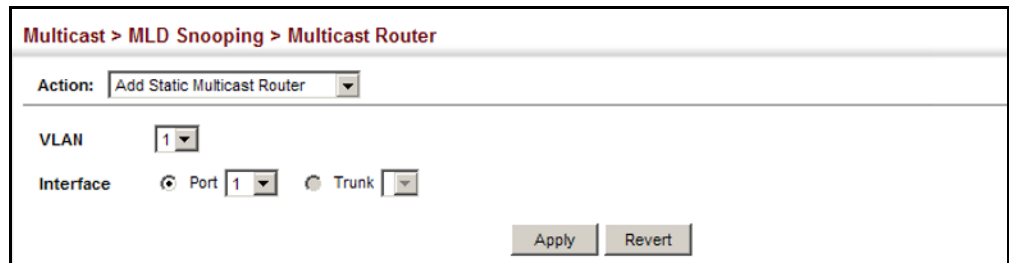 Multicast > MLD Snooping > Multicast Router
Action: Add Static Multicast Router
VLAN 1
Interface Port 1 Trunk
Apply Revert